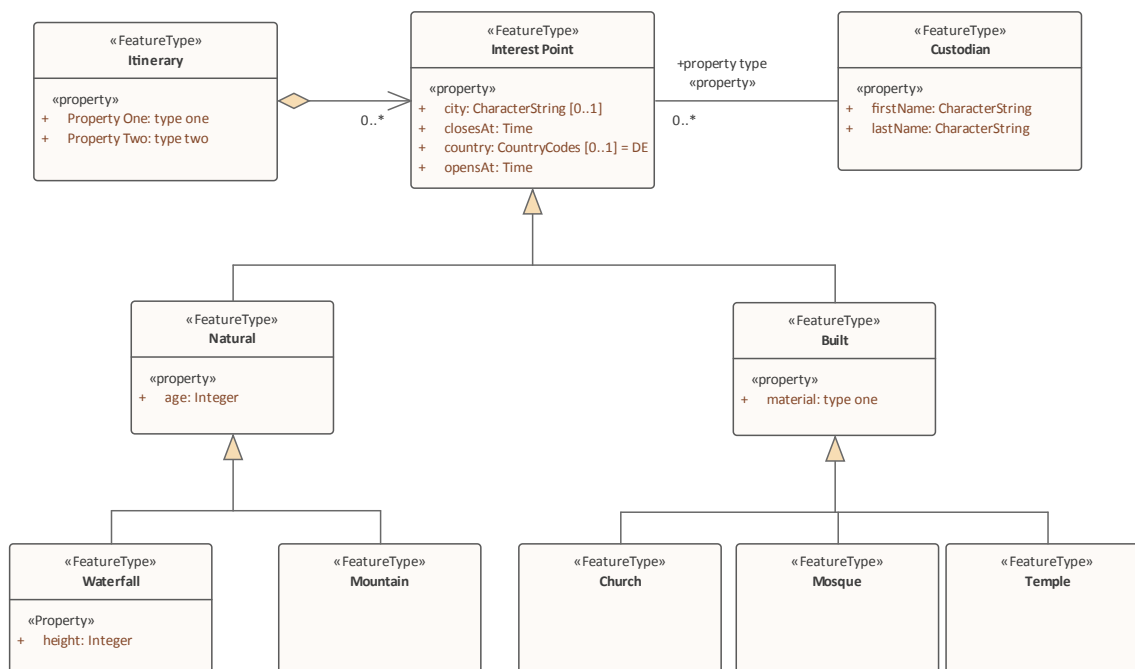 «FeatureType»
Itinerary
«property»
+ Property One: type one
+ Property Two: type two
0..*
«FeatureType»
Interest Point
«property»
+ city: CharacterString [0..1]
+ closesAt: Time
+ country: CountryCodes [0..1] = DE
+ opensAt: Time
+property type
«property»
0..*
«FeatureType»
Custodian
«property»
+ firstName: CharacterString
+ lastName: CharacterString
«FeatureType»
Natural
«property»
+ age: Integer
«FeatureType»
Built
«property»
+ material: type one
«FeatureType»
Waterfall
«Property»
+ height: Integer
«FeatureType»
Mountain
«FeatureType»
Church
«FeatureType»
Mosque
«FeatureType»
Temple